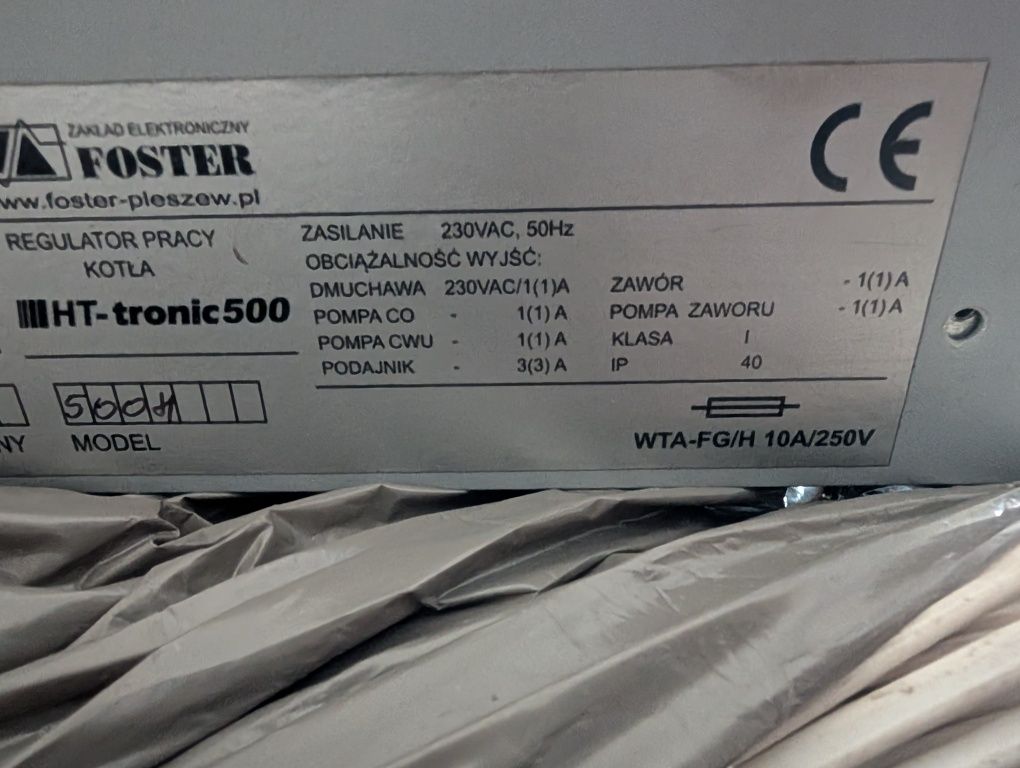 ZAKŁAD ELEKTRONICZNY
FOSTER
www.foster-pleszew.pl
CE
REGULATOR PRACY
KOTŁA
HT-tronic500
ZASILANIE 230VAC, 50Hz
OBCIĄŻALNOŚĆ WYJŚĆ:
DMUCHAWA 230VAC/1(1)A
POMPA CO - 1(1) A
POMPA CWU - 1(1) A
PODAJNIK - 3(3) A
ZAWÓR - 1(1) A
POMPA ZAWORU - 1(1) A
KLASA I
IP 40
NY
MODEL
WTA-FG/H 10A/250V